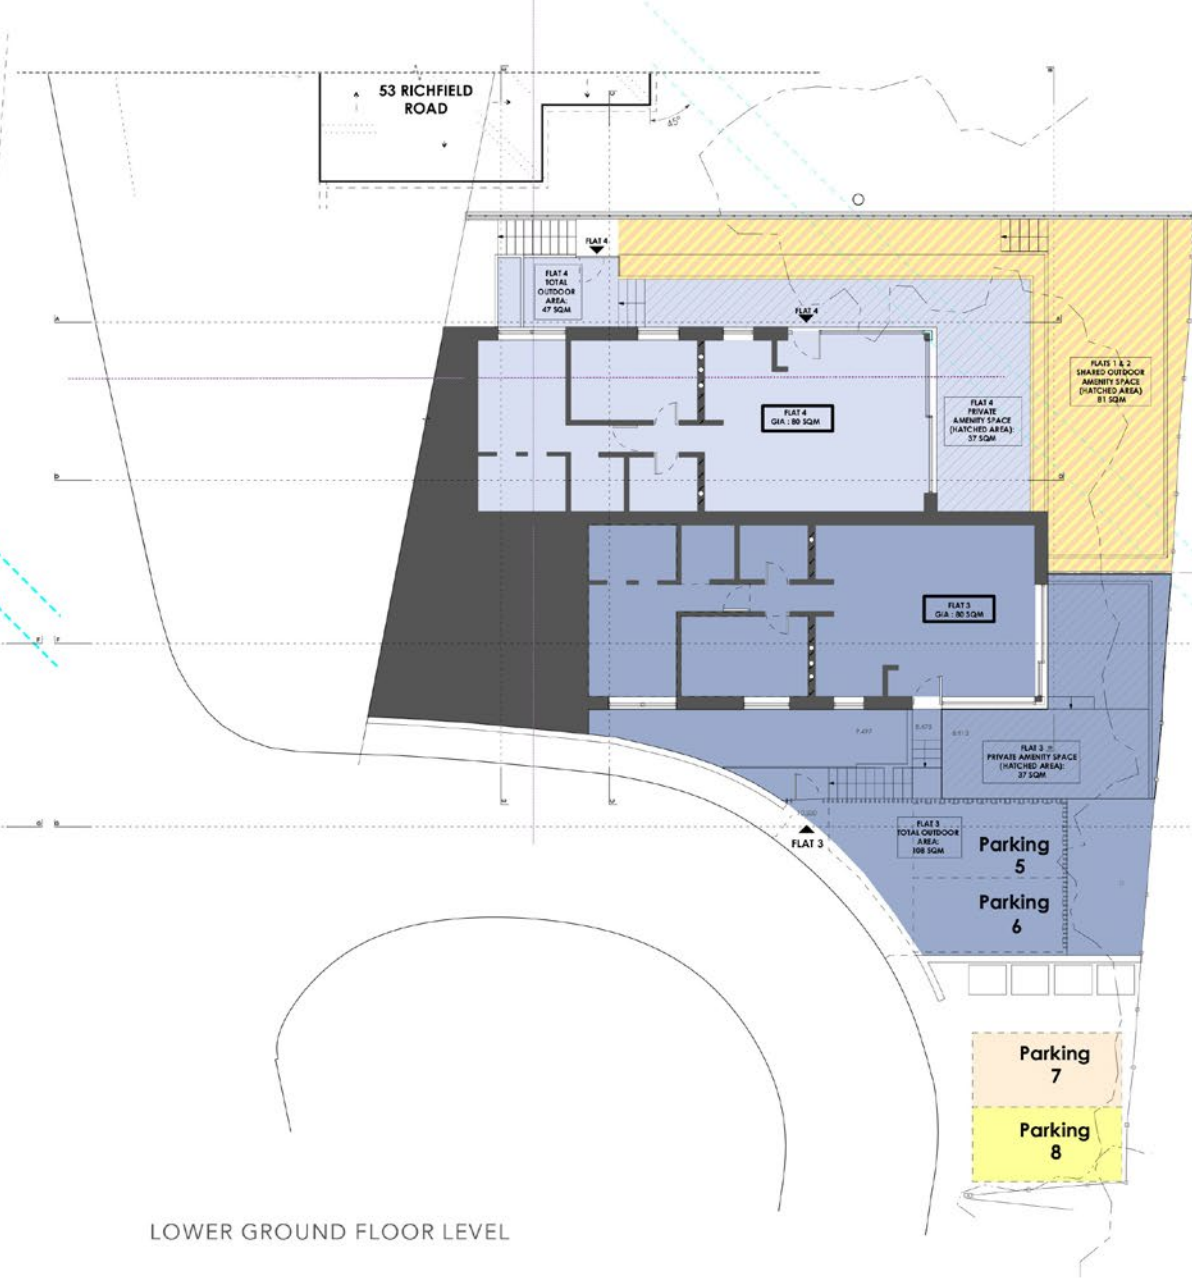 53 RICHFIELD
ROAD
45°
FLAT 4
FLAT 4
TOTAL
OUTDOOR
AREA:
47 SQM
FLAT 4
FLATS 1 & 2
SHARED OUTDOOR
AMENITY SPACE
(HATCHED AREA)
81 SQM
FLAT 4
GIA : 80 SQM
FLAT 4
PRIVATE
AMENITY SPACE
(HATCHED AREA):
37 SQM
FLAT 3
GIA : 80 SQM
FLAT 3
PRIVATE AMENITY SPACE
(HATCHED AREA):
37 SQM
FLAT 3
TOTAL OUTDOOR
AREA:
108 SQM
FLAT 3
Parking
5
Parking
6
Parking
7
Parking
8
LOWER GROUND FLOOR LEVEL